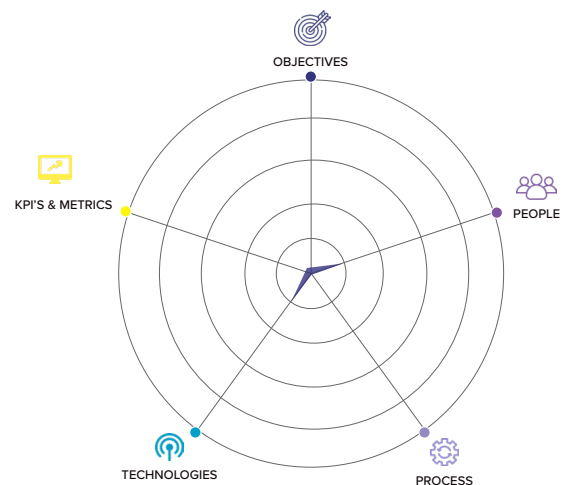 OBJECTIVES
KPI'S & METRICS
PEOPLE
TECHNOLOGIES
PROCESS